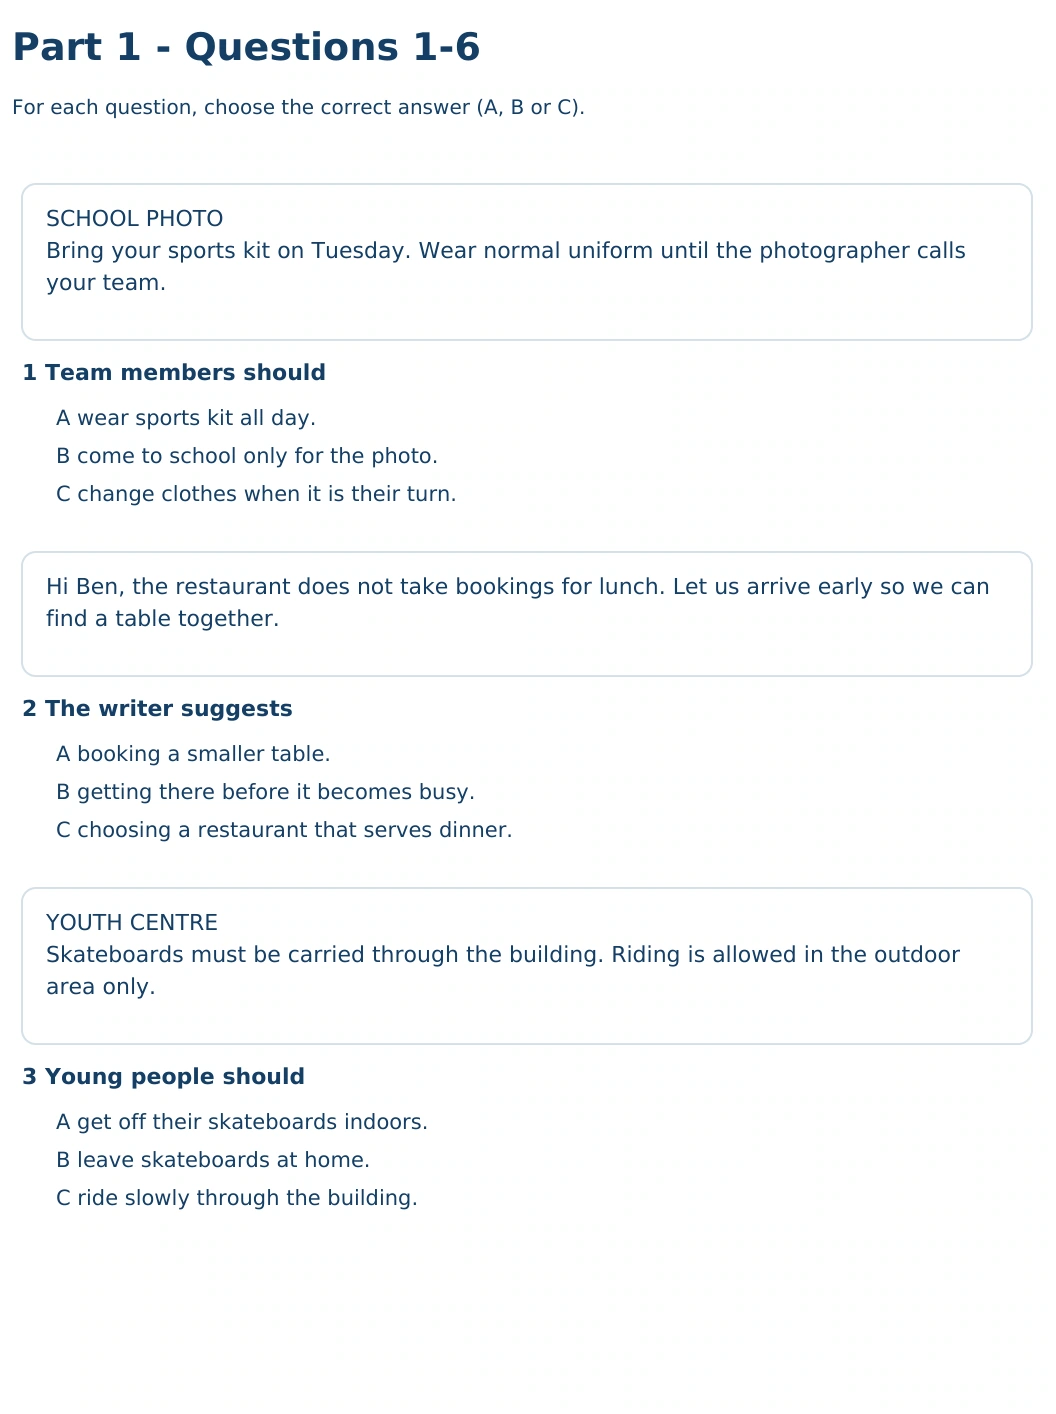 Part 1 - Questions 1-6
For each question, choose the correct answer (A, B or C).
SCHOOL PHOTO
Bring your sports kit on Tuesday. Wear normal uniform until the photographer calls
your team.
1 Team members should
A wear sports kit all day.
B come to school only for the photo.
C change clothes when it is their turn.
Hi Ben, the restaurant does not take bookings for lunch. Let us arrive early so we can
find a table together.
2 The writer suggests
A booking a smaller table.
B getting there before it becomes busy.
C choosing a restaurant that serves dinner.
YOUTH CENTRE
Skateboards must be carried through the building. Riding is allowed in the outdoor
area only.
3 Young people should
A get off their skateboards indoors.
B leave skateboards at home.
C ride slowly through the building.